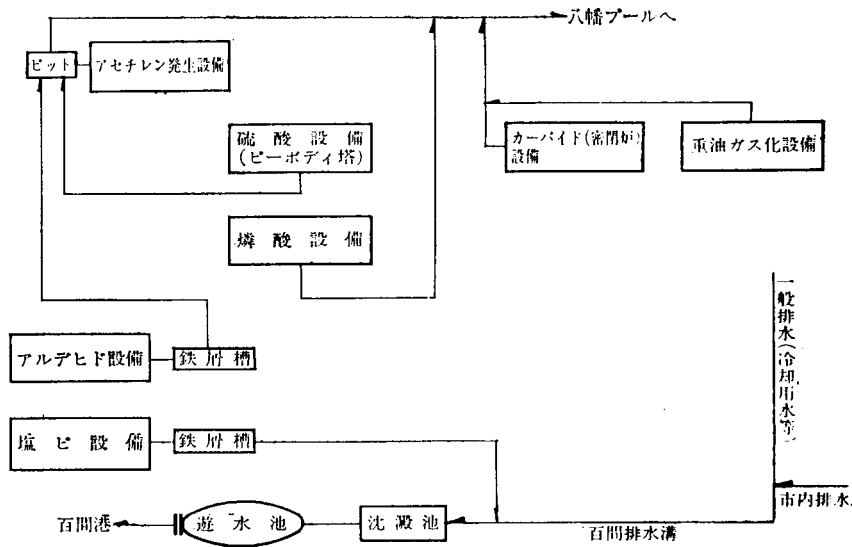 八幡プールへ
ピット
アセチレン発生設備
硫酸設備
(ピーボディ塔)
カーバイド(密閉炉)
設備
重油ガス化設備
燐酸設備
一般排水(冷却用水等)
アルデヒド設備
鉄屑槽
塩ビ設備
鉄屑槽
市内排水
百間港
遊水池
沈澱池
百間排水溝